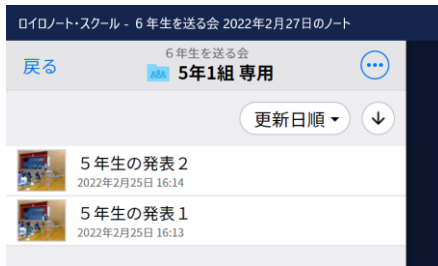 ロイロノート・スクール - 6年生を送る会 2022年2月27日のノート
戻る
6年生を送る会
5年1組 専用
更新日順
5年生の発表2
2022年2月25日 16:14
5年生の発表1
2022年2月25日 16:13